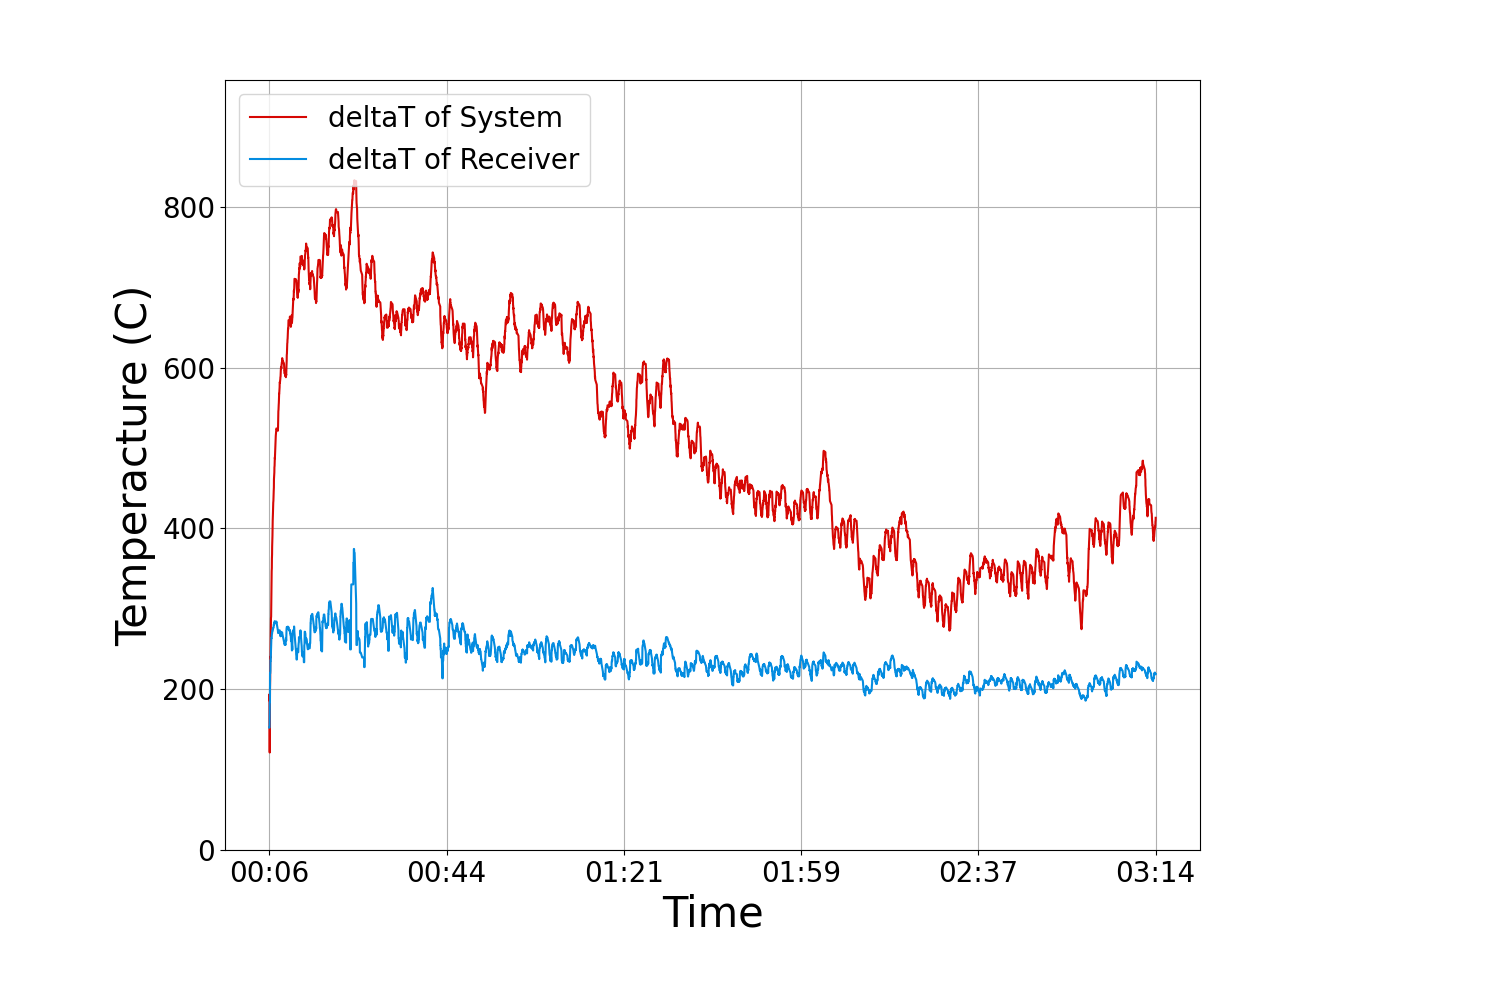 deltaT of System
deltaT of Receiver
Temperacture (C)
800
600
400
200
0
00:06 00:44 01:21 01:59 02:37 03:14
Time